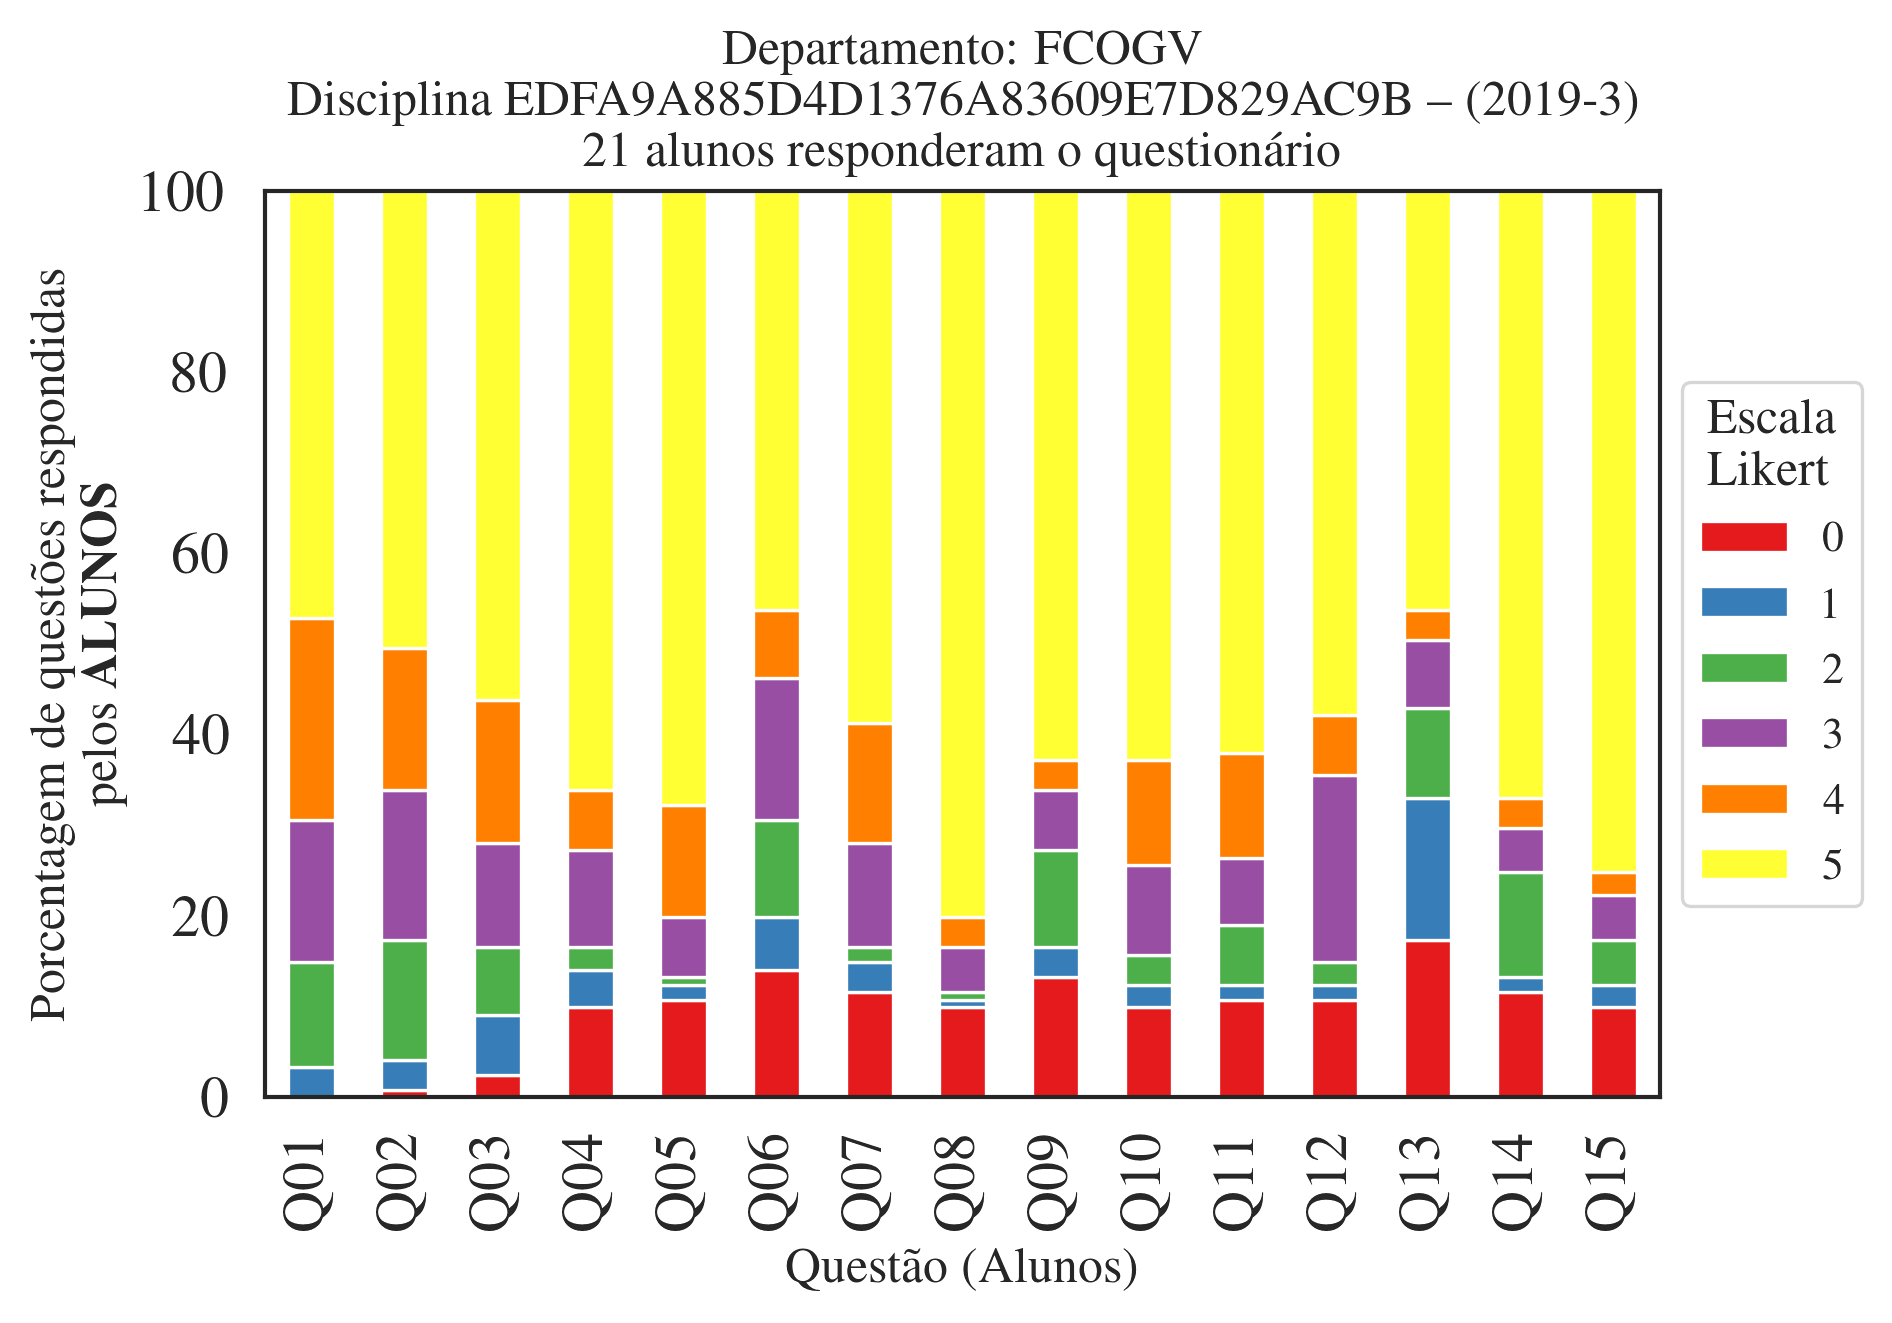 Departamento: FCOGV
Disciplina EDFA9A885D4D1376A83609E7D829AC9B – (2019-3)
21 alunos responderam o questionário
100
80
60
40
20
0
Porcentagem de questões respondidas
pelos ALUNOS
Q01
Q02
Q03
Q04
Q05
Q06
Q07
Q08
Q09
Q10
Q11
Q12
Q13
Q14
Q15
Questão (Alunos)
Escala
Likert
0
1
2
3
4
5